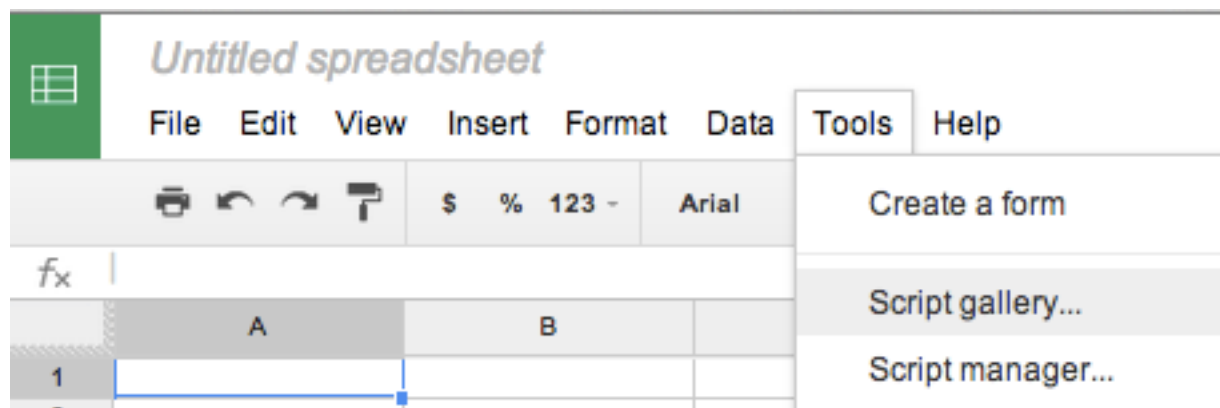 Untitled spreadsheet
File Edit View Insert Format Data Tools Help
$ % 123 Arial
Create a form
fx
Script gallery...
A B
Script manager...
1